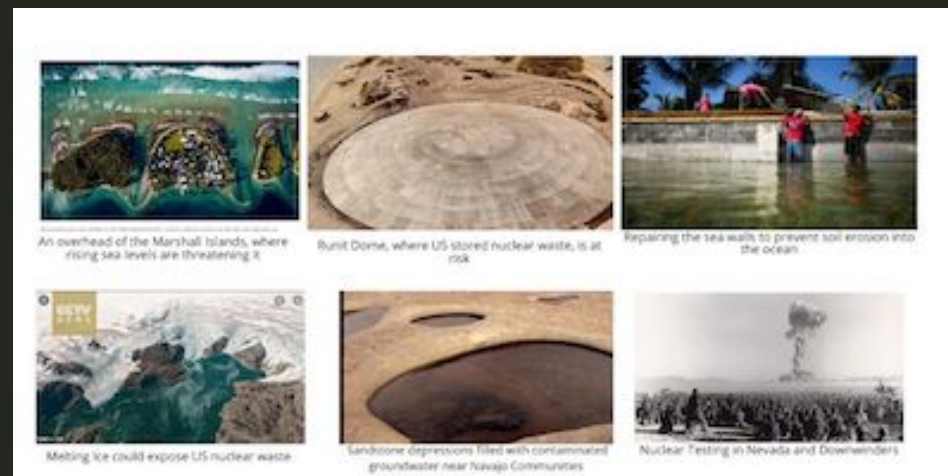 An overhead of the Marshall Islands, where
rising sea levels are threatening it
Runit Dome, where US stored nuclear waste, is at
risk
Repairing the sea walls to prevent soil erosion into
the ocean
CCTV
NEWS
Melting Ice could expose US nuclear waste
Sandstone depressions filled with contaminated
groundwater near Navajo Communities
Nuclear Testing in Nevada and Downwinders